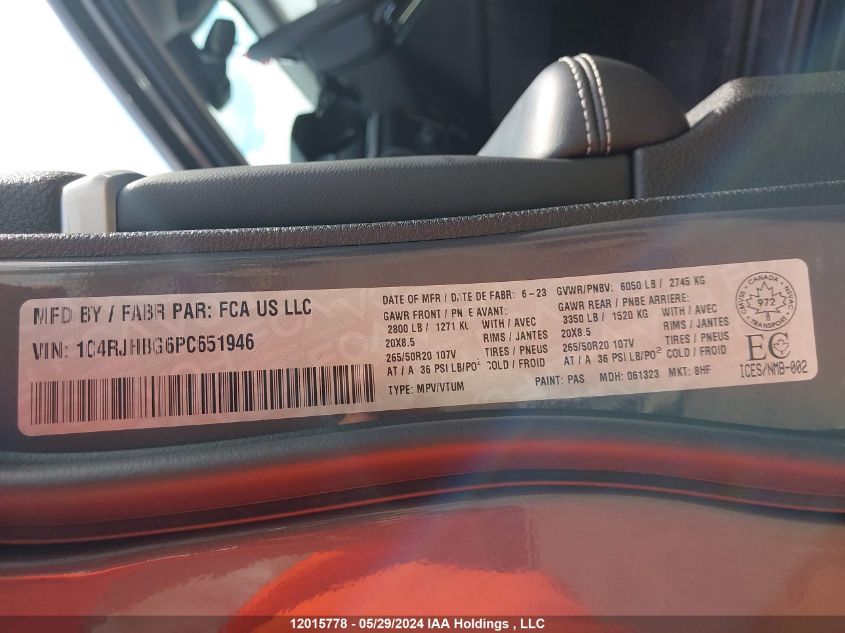 MFD BY / FABR PAR: FCA US LLC
VIN: 1C4RJHBG6PC651946
DATE OF MFR / DATE DE FABR: 6-23
GAWR FRONT / PNBE AVANT:
2800 LB / 1271 KG WITH / AVEC
20X8.5 RIMS / JANTES
265/50R20 107V TIRES / PNEUS
AT / A 36 PSI LB/PO² COLD / FROID
TYPE: MPV/VTUM
GVWR/PNBV: 6050 LB / 2745 KG
GAWR REAR / PNBE ARRIERE:
3350 LB / 1520 KG WITH / AVEC
20X8.5 RIMS / JANTES
265/50R20 107V TIRES / PNEUS
AT / A 36 PSI LB/PO² COLD / FROID
PAINT: PAS MDH: 061323 MKT: 8HF
CANADA
972
TRANSPORT
EC
ICES/NMB-002
12015778 - 05/29/2024 IAA Holdings , LLC